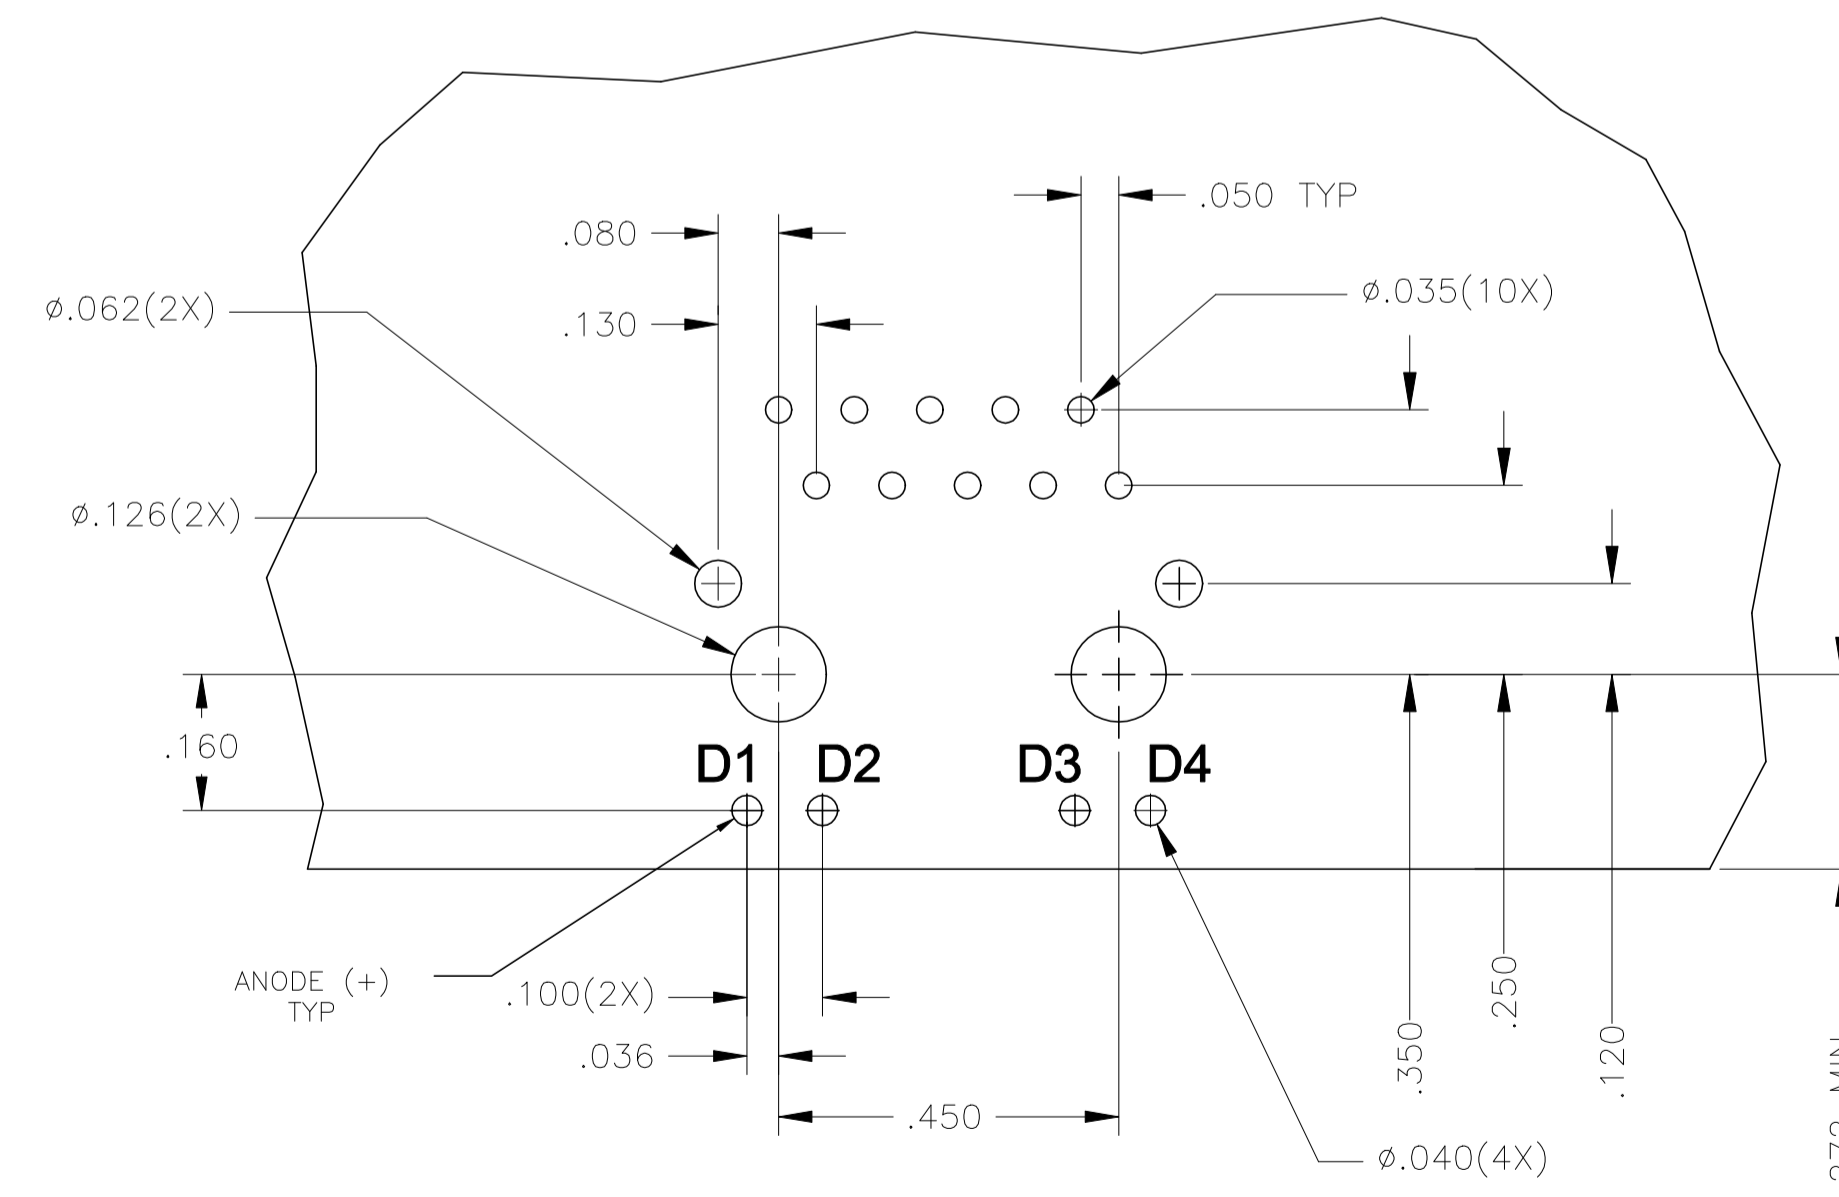 .050 TYP
.080
ø.035(10X)
ø.062(2X)
.130
ø.126(2X)
.160
D1 D2 D3 D4
ANODE (+)
TYP
.100(2X)
.250
.350
.120
.036
.450
MIN
ø.040(4X)